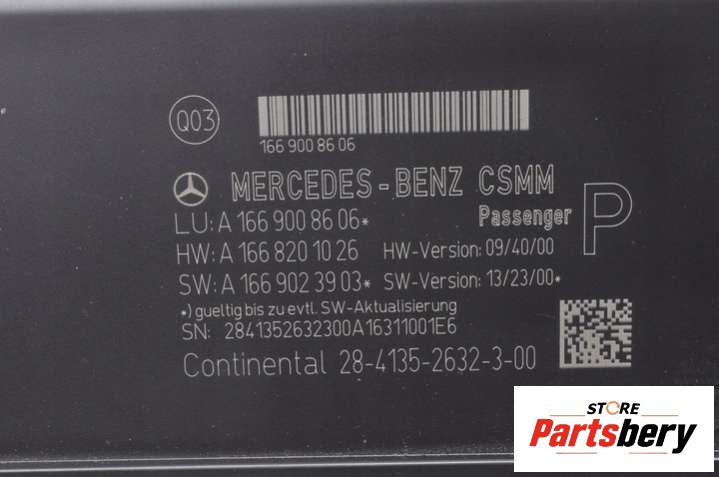 Q03
166 900 86 06
MERCEDES-BENZ CSMM
LU: A 166 900 86 06*
Passenger P
HW: A 166 820 10 26 HW-Version: 09/40/00
SW: A 166 902 39 03* SW-Version: 13/23/00*
*) gueltig bis zu evtl. SW-Aktualisierung
SN: 2841352632300A16311001E6
Continental 28-4135-2632-3-00
STORE
Partsbery